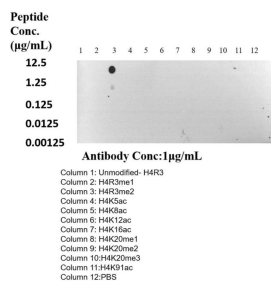 Peptide
Conc.
(µg/mL)
1 2 3 4 5 6 7 8 9 10 11 12
12.5
1.25
0.125
0.0125
0.00125
Antibody Conc:1µg/mL
Column 1: Unmodified- H4R3
Column 2: H4R3me1
Column 3: H4R3me2
Column 4: H4K5ac
Column 5: H4K8ac
Column 6: H4K12ac
Column 7: H4K16ac
Column 8: H4K20me1
Column 9: H4K20me2
Column 10:H4K20me3
Column 11:H4K91ac
Column 12:PBS